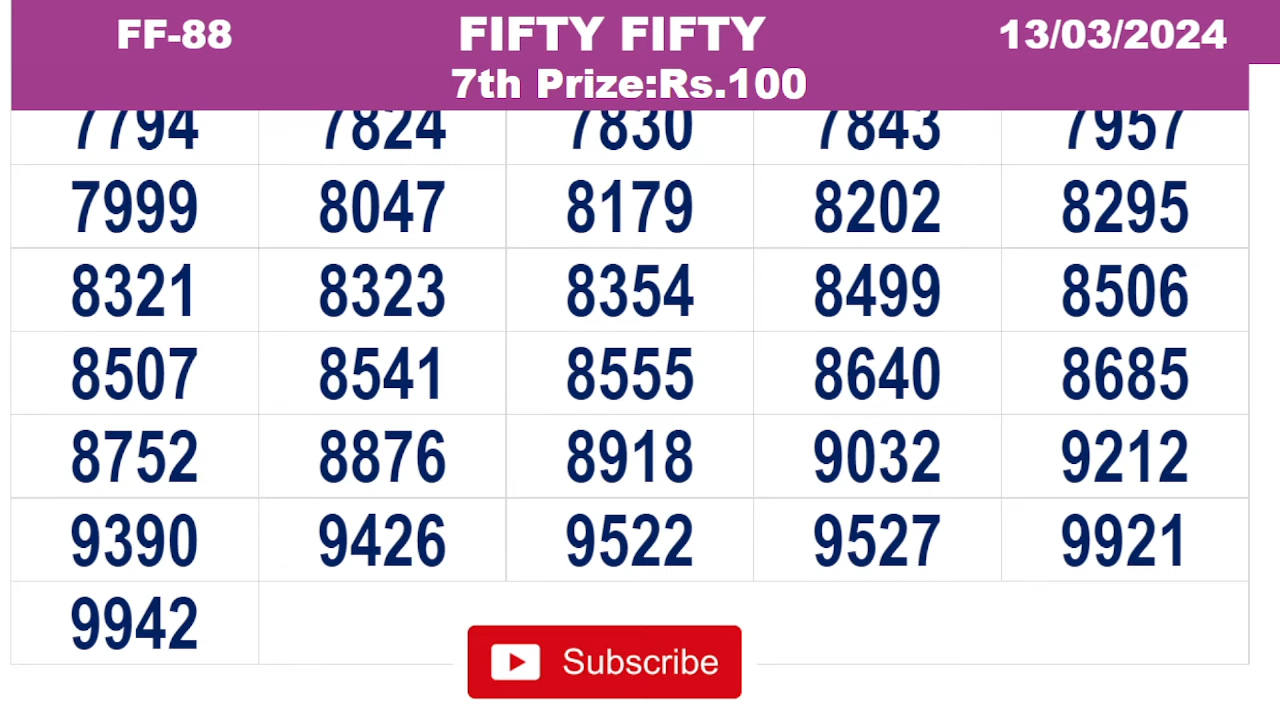 FF-88 FIFTY FIFTY 13/03/2024
7th Prize:Rs.100
7794 7824 7830 7843 7957
7999 8047 8179 8202 8295
8321 8323 8354 8499 8506
8507 8541 8555 8640 8685
8752 8876 8918 9032 9212
9390 9426 9522 9527 9921
9942
Subscribe